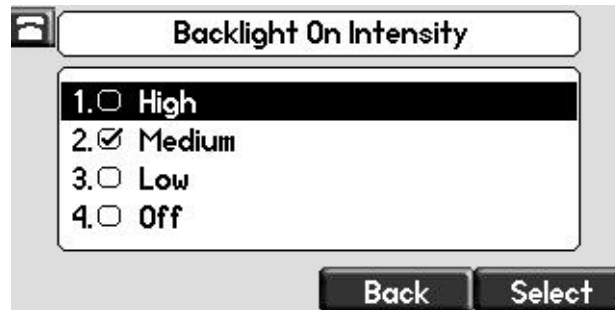 Backlight On Intensity
1. High
2. Medium
3. Low
4. Off
Back Select